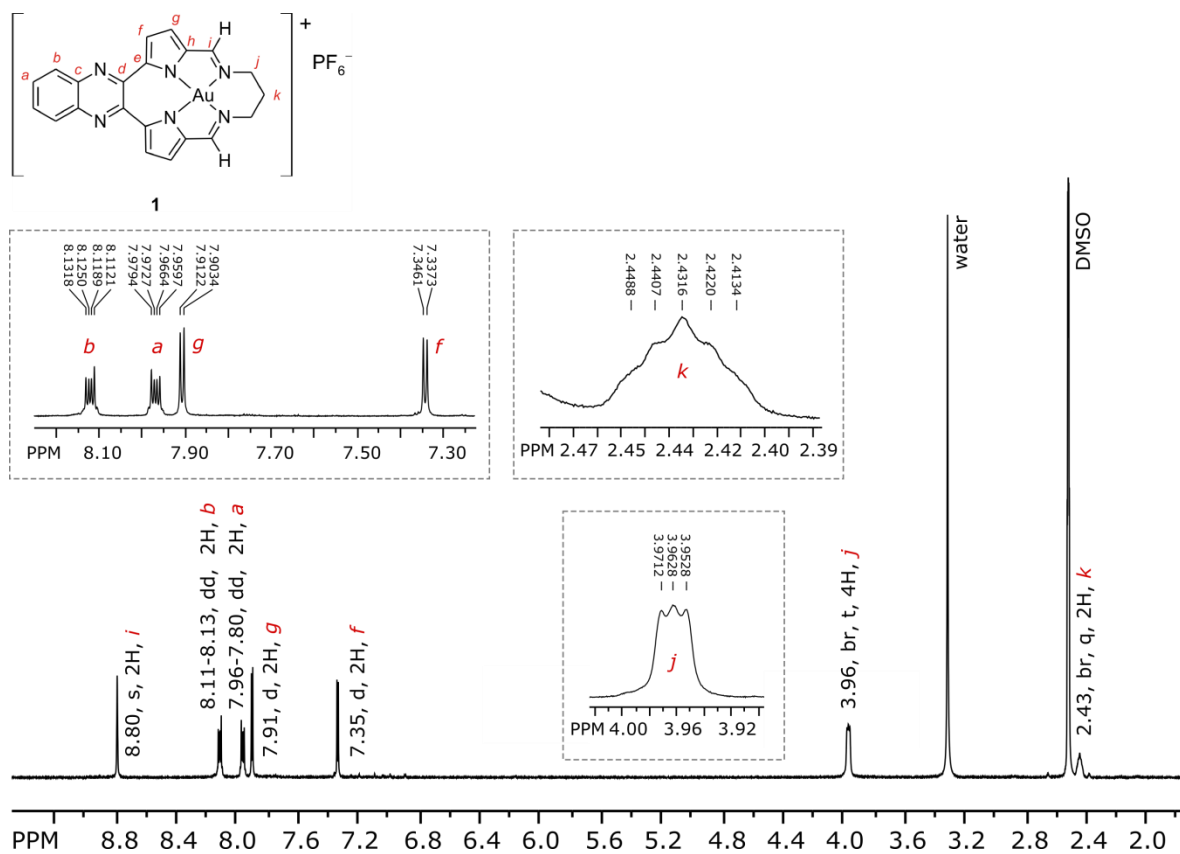 g
f
H
h
i
b
N
e
N
N
j
c
d
a
Au
k
N
N
N
H
+
PF6−
1
8.1318
8.1250
8.1189
8.1121
7.9794
7.9727
7.9664
7.9597
7.9122
7.9034
7.3461
7.3373
b
a
g
f
PPM 8.10 7.90 7.70 7.50 7.30
2.4488
2.4407
2.4316
2.4220
2.4134
k
PPM 2.47 2.45 2.44 2.42 2.40 2.39
water
DMSO
3.9712
3.9628
3.9528
j
PPM 4.00 3.96 3.92
8.80, s, 2H, i
8.11-8.13, dd, 2H, b
7.96-7.80, dd, 2H, a
7.91, d, 2H, g
7.35, d, 2H, f
3.96, br, t, 4H, j
2.43, br, q, 2H, k
PPM 8.8 8.4 8.0 7.6 7.2 6.8 6.4 6.0 5.6 5.2 4.8 4.4 4.0 3.6 3.2 2.8 2.4 2.0